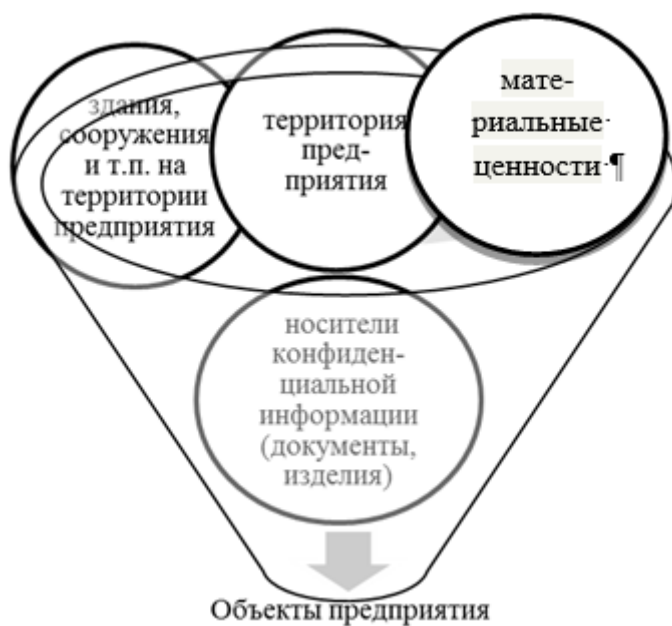 здания,
сооружения
и т.п. на
территории
предприятия
территория
пред-
приятия
мате-
риальные·
ценности·¶
носители
конфиден-
циальной
информации
(документы,
изделия)
Объекты предприятия